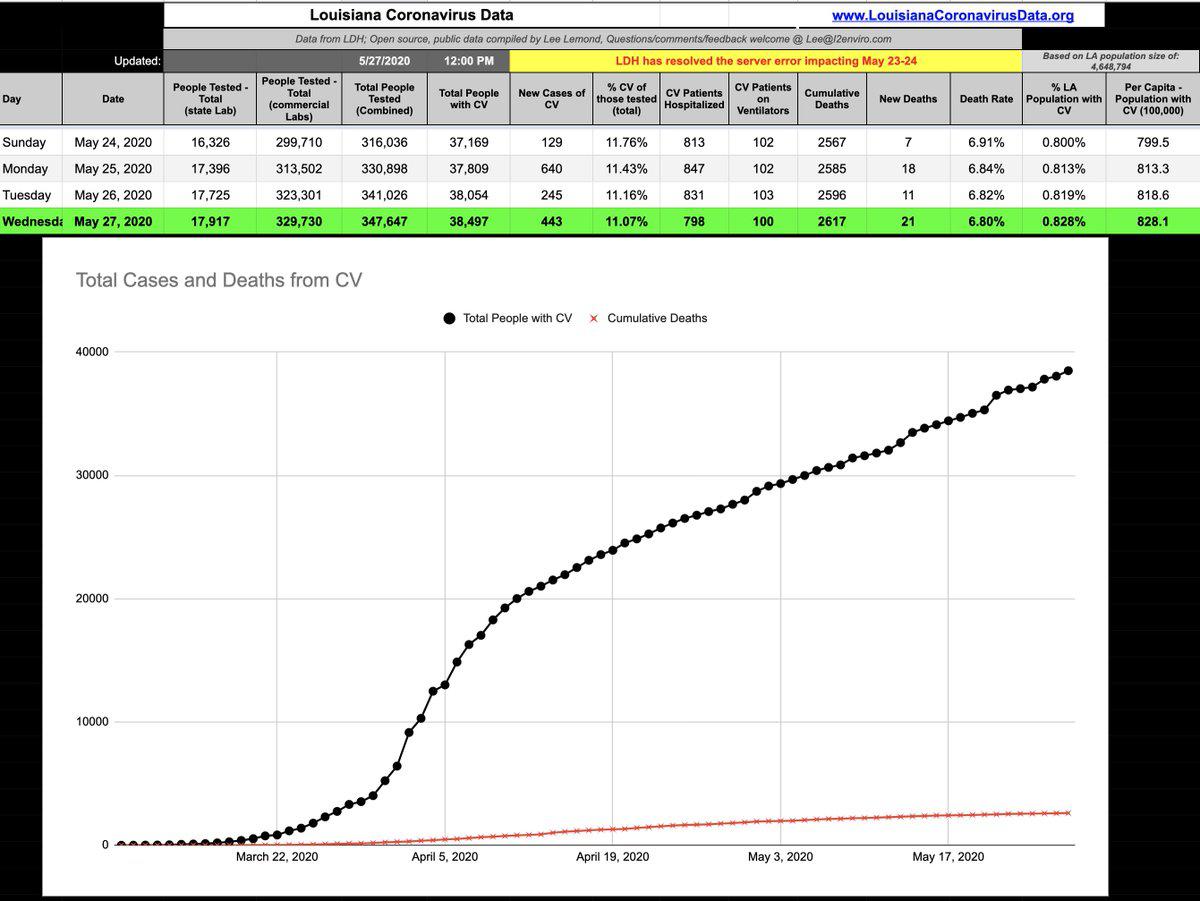 Louisiana Coronavirus Data www.LouisianaCoronavirusData.org
Data from LDH; Open source, public data compiled by Lee Lemond, Questions/comments/feedback welcome @ Lee@l2enviro.com
Updated: 5/27/2020 12:00 PM LDH has resolved the server error impacting May 23-24 Based on LA population size of: 4,648,794
Day Date People Tested - Total (state Lab) People Tested - Total (commercial Labs) Total People Tested (Combined) Total People with CV New Cases of CV % CV of those tested (total) CV Patients Hospitalized CV Patients on Ventilators Cumulative Deaths New Deaths Death Rate % LA Population with CV Per Capita - Population with CV (100,000)
Sunday May 24, 2020 16,326 299,710 316,036 37,169 129 11.76% 813 102 2567 7 6.91% 0.800% 799.5
Monday May 25, 2020 17,396 313,502 330,898 37,809 640 11.43% 847 102 2585 18 6.84% 0.813% 813.3
Tuesday May 26, 2020 17,725 323,301 341,026 38,054 245 11.16% 831 103 2596 11 6.82% 0.819% 818.6
Wednesda May 27, 2020 17,917 329,730 347,647 38,497 443 11.07% 798 100 2617 21 6.80% 0.828% 828.1
Total Cases and Deaths from CV
Total People with CV Cumulative Deaths
40000
30000
20000
10000
0
March 22, 2020 April 5, 2020 April 19, 2020 May 3, 2020 May 17, 2020